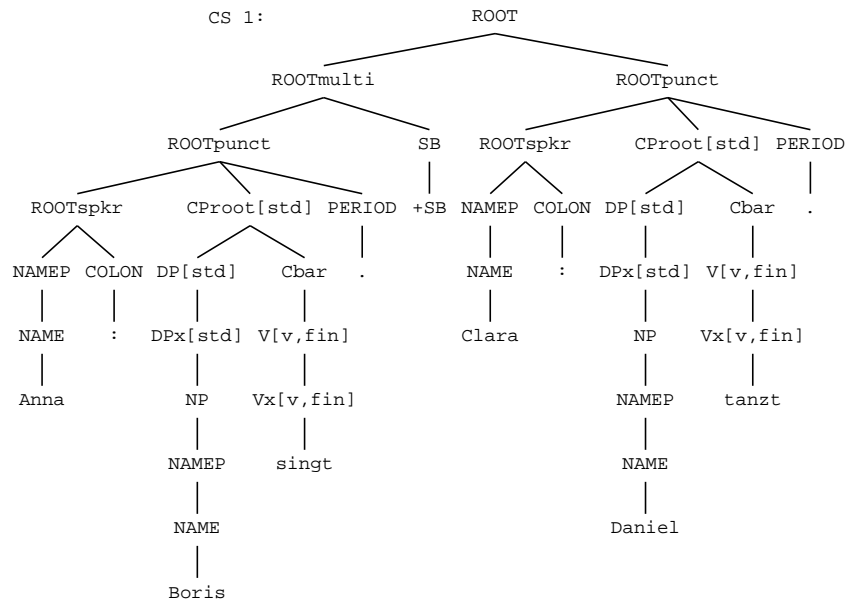 CS 1: ROOT
ROOTmulti ROOTpunct
ROOTpunct SB ROOTspkr CProot[std] PERIOD
ROOTspkr CProot[std] PERIOD +SB NAMEP COLON DP[std] Cbar .
NAMEP COLON DP[std] Cbar . NAME : DPx[std] V[v,fin]
NAME : DPx[std] V[v,fin] Clara NP Vx[v,fin]
Anna NP Vx[v,fin] NAMEP tanzt
NAMEP singt NAME
NAME Daniel
Boris